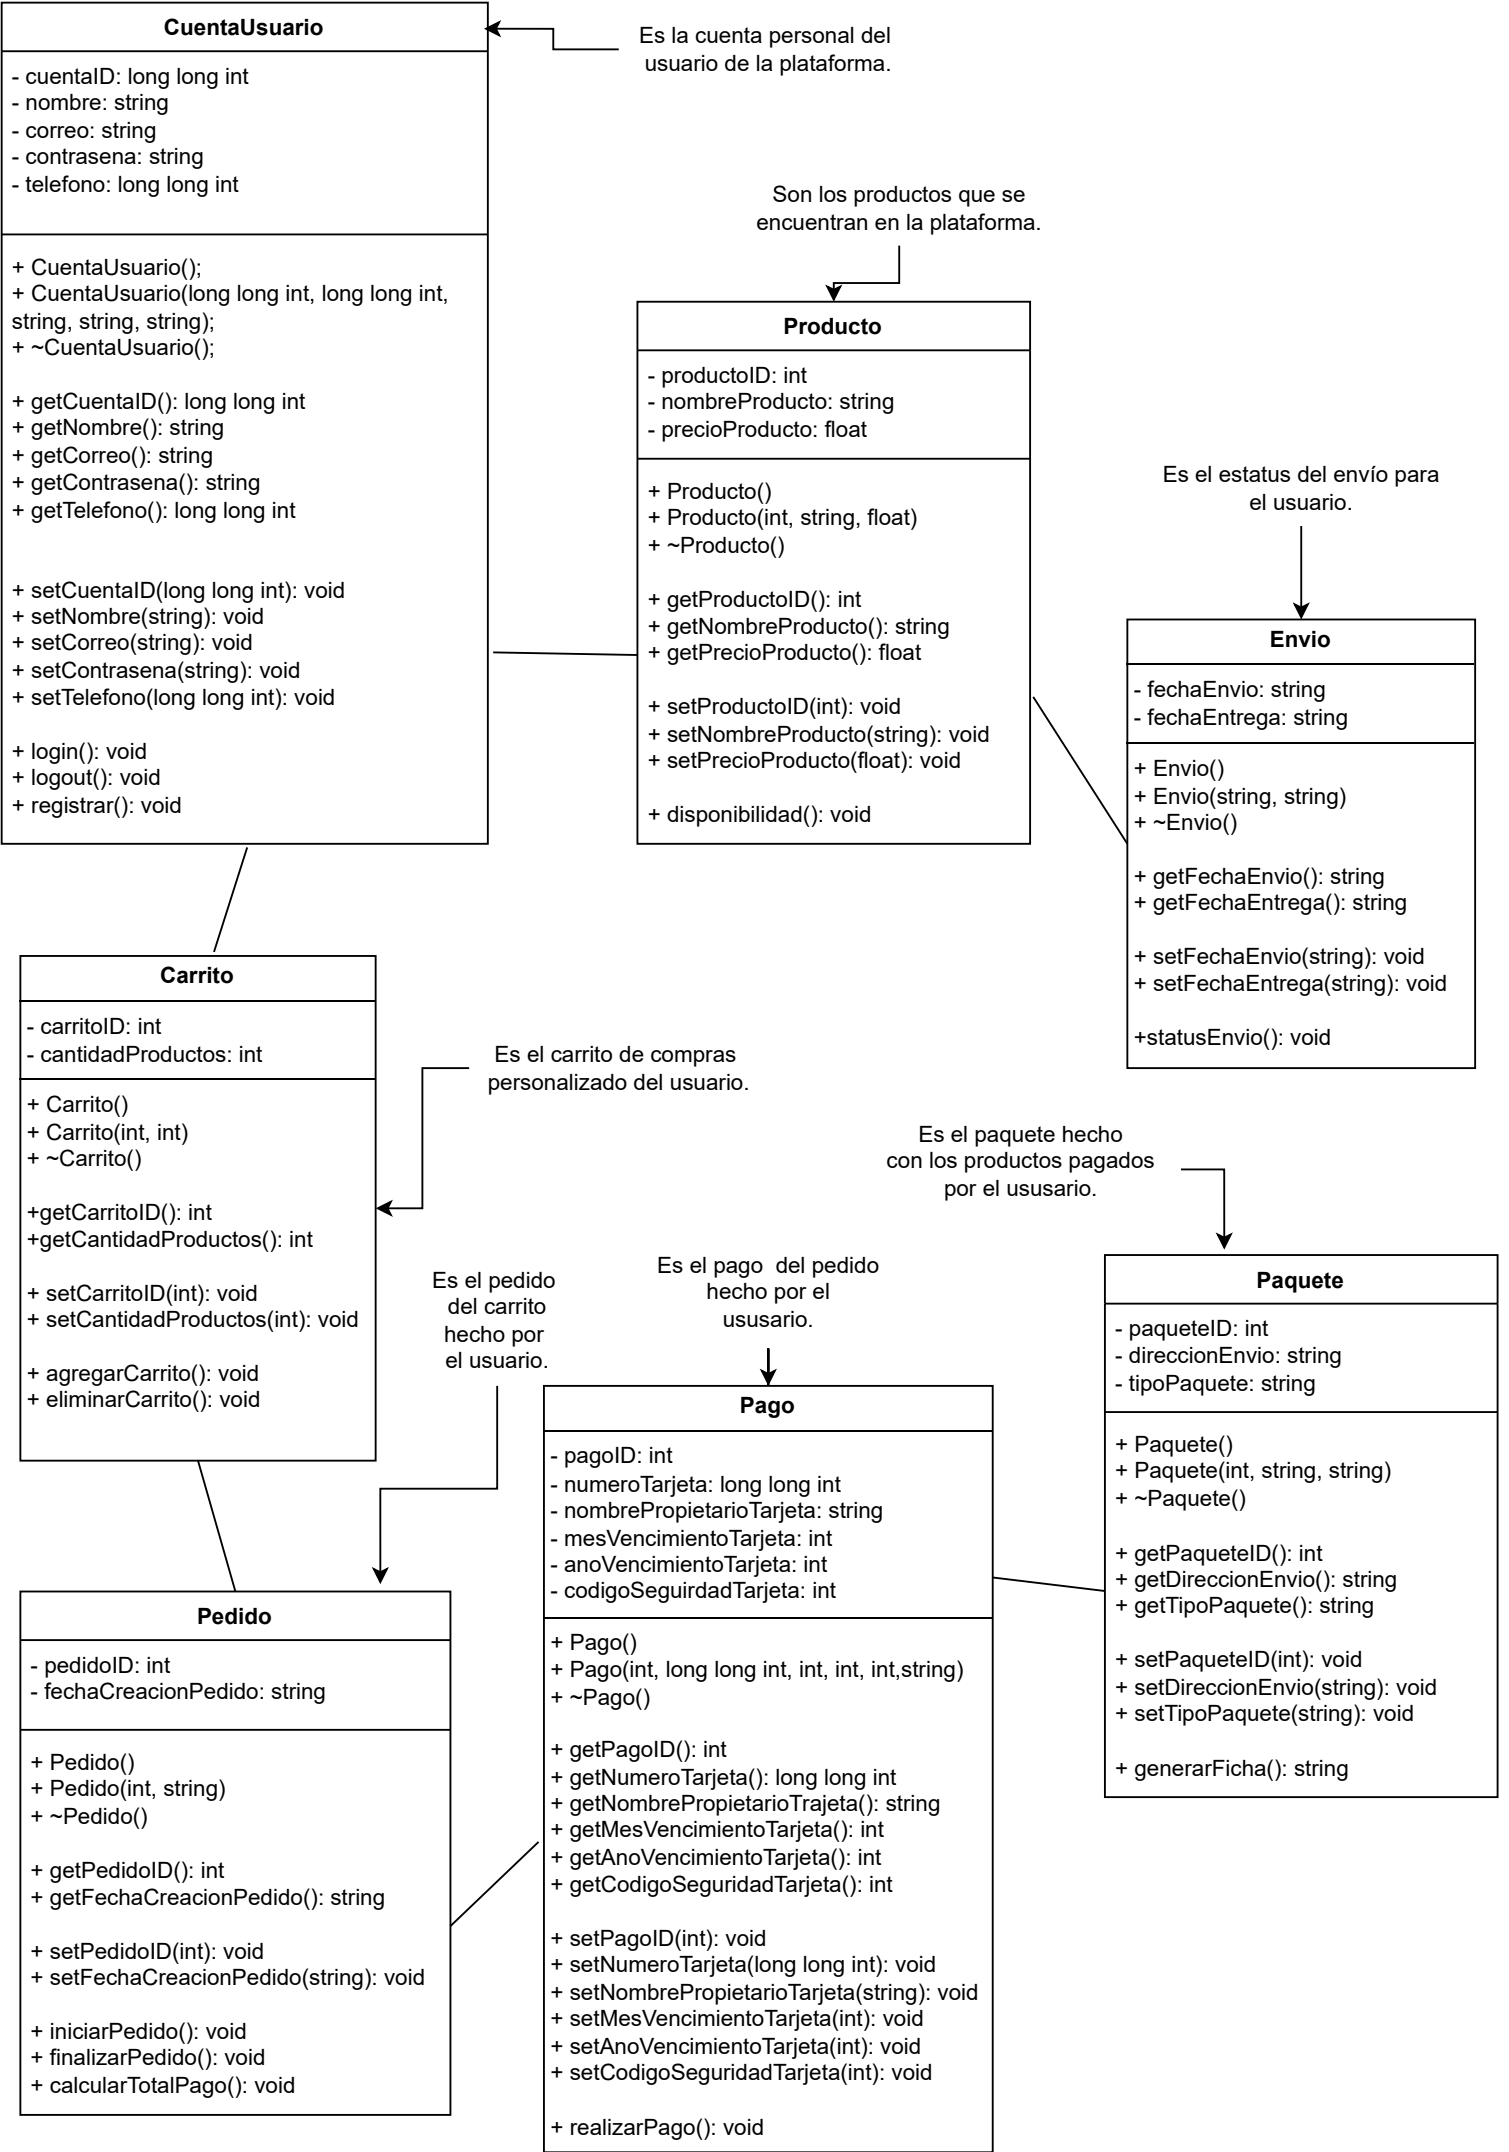 CuentaUsuario
- cuentaID: long long int
- nombre: string
- correo: string
- contrasena: string
- telefono: long long int
+ CuentaUsuario();
+ CuentaUsuario(long long int, long long int,
string, string, string);
+ ~CuentaUsuario();
+ getCuentaID(): long long int
+ getNombre(): string
+ getCorreo(): string
+ getContrasena(): string
+ getTelefono(): long long int
+ setCuentaID(long long int): void
+ setNombre(string): void
+ setCorreo(string): void
+ setContrasena(string): void
+ setTelefono(long long int): void
+ login(): void
+ logout(): void
+ registrar(): void
Es la cuenta personal del
usuario de la plataforma.
Son los productos que se
encuentran en la plataforma.
Producto
- productoID: int
- nombreProducto: string
- precioProducto: float
+ Producto()
+ Producto(int, string, float)
+ ~Producto()
+ getProductoID(): int
+ getNombreProducto(): string
+ getPrecioProducto(): float
+ setProductoID(int): void
+ setNombreProducto(string): void
+ setPrecioProducto(float): void
+ disponibilidad(): void
Es el estatus del envío para
el usuario.
Envio
- fechaEnvio: string
- fechaEntrega: string
+ Envio()
+ Envio(string, string)
+ ~Envio()
+ getFechaEnvio(): string
+ getFechaEntrega(): string
+ setFechaEnvio(string): void
+ setFechaEntrega(string): void
+statusEnvio(): void
Carrito
- carritoID: int
- cantidadProductos: int
+ Carrito()
+ Carrito(int, int)
+ ~Carrito()
+getCarritoID(): int
+getCantidadProductos(): int
+ setCarritoID(int): void
+ setCantidadProductos(int): void
+ agregarCarrito(): void
+ eliminarCarrito(): void
Es el carrito de compras
personalizado del usuario.
Es el pedido
del carrito
hecho por
el usuario.
Pedido
- pedidoID: int
- fechaCreacionPedido: string
+ Pedido()
+ Pedido(int, string)
+ ~Pedido()
+ getPedidoID(): int
+ getFechaCreacionPedido(): string
+ setPedidoID(int): void
+ setFechaCreacionPedido(string): void
+ iniciarPedido(): void
+ finalizarPedido(): void
+ calcularTotalPago(): void
Es el pago  del pedido
hecho por el
ususario.
Pago
- pagoID: int
- numeroTarjeta: long long int
- nombrePropietarioTarjeta: string
- mesVencimientoTarjeta: int
- anoVencimientoTarjeta: int
- codigoSeguirdadTarjeta: int
+ Pago()
+ Pago(int, long long int, int, int, int,string)
+ ~Pago()
+ getPagoID(): int
+ getNumeroTarjeta(): long long int
+ getNombrePropietarioTrajeta(): string
+ getMesVencimientoTarjeta(): int
+ getAnoVencimientoTarjeta(): int
+ getCodigoSeguridadTarjeta(): int
+ setPagoID(int): void
+ setNumeroTarjeta(long long int): void
+ setNombrePropietarioTarjeta(string): void
+ setMesVencimientoTarjeta(int): void
+ setAnoVencimientoTarjeta(int): void
+ setCodigoSeguridadTarjeta(int): void
+ realizarPago(): void
Es el paquete hecho
con los productos pagados
por el ususario.
Paquete
- paqueteID: int
- direccionEnvio: string
- tipoPaquete: string
+ Paquete()
+ Paquete(int, string, string)
+ ~Paquete()
+ getPaqueteID(): int
+ getDireccionEnvio(): string
+ getTipoPaquete(): string
+ setPaqueteID(int): void
+ setDireccionEnvio(string): void
+ setTipoPaquete(string): void
+ generarFicha(): string